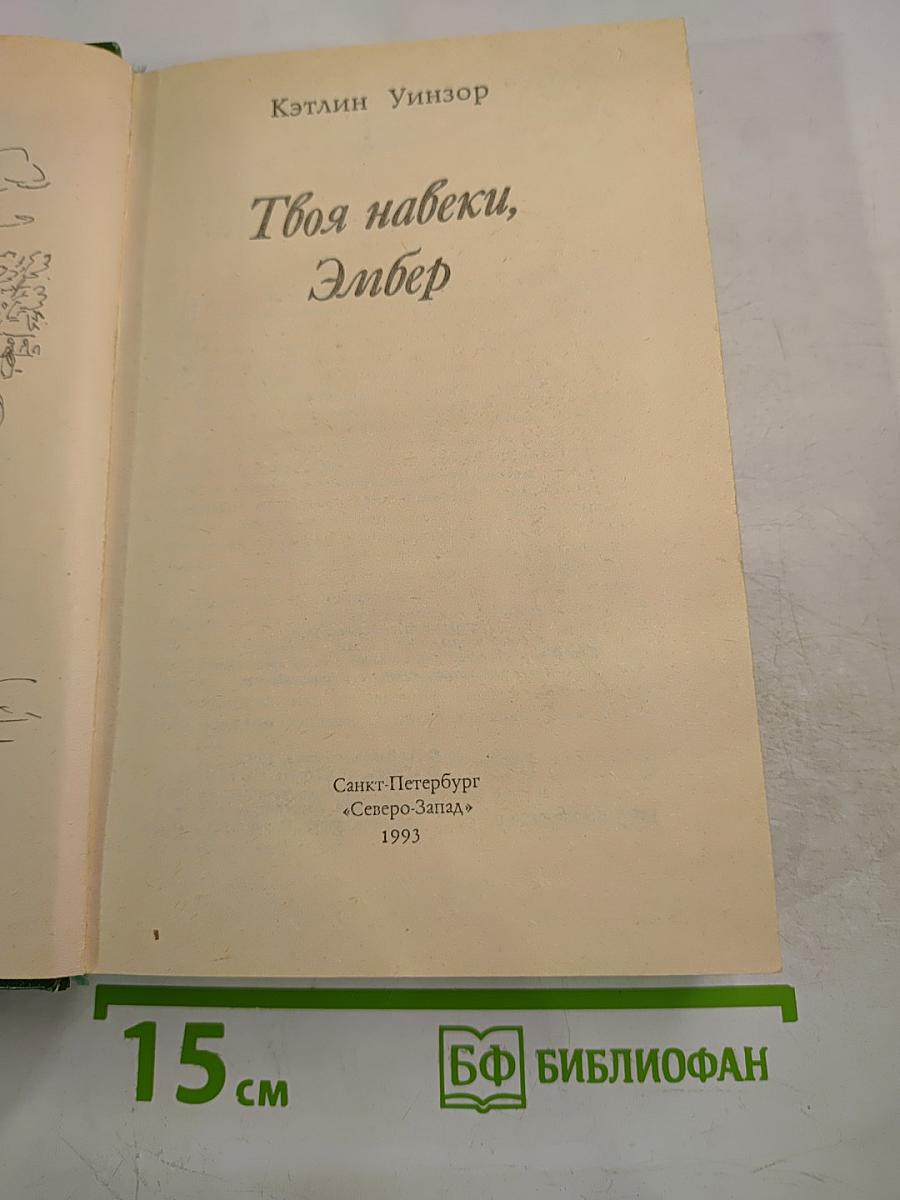 Кэтлин Уинзор
Твоя навеки,
Эмбер
Санкт-Петербург
«Северо-Запад»
1993
15 см
БФ БИБЛИОФАН